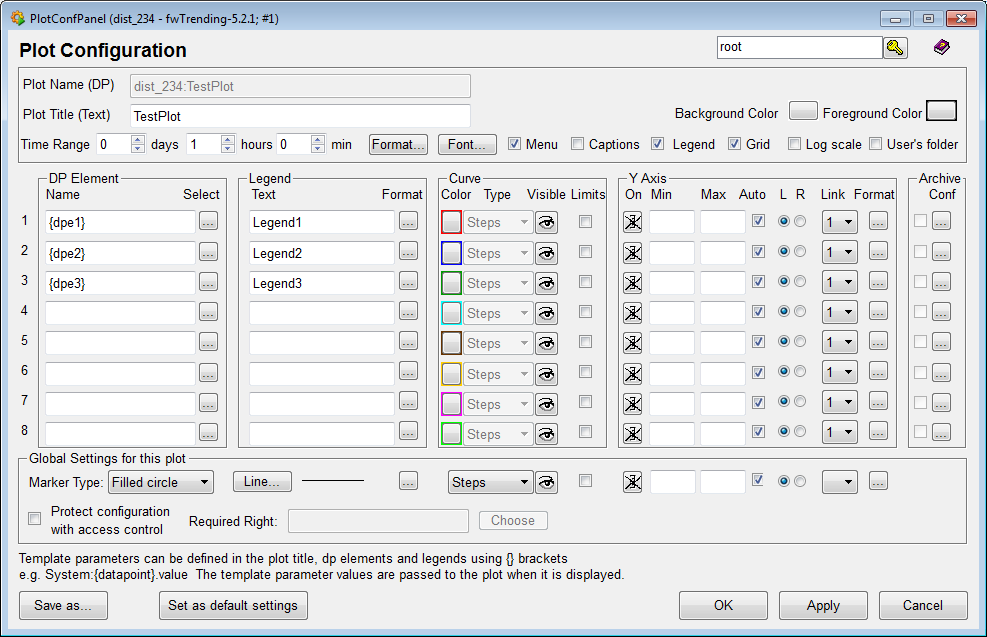 PlotConfPanel (dist_234 - fwTrending-5.2.1; #1)
Plot Configuration
root
Plot Name (DP) dist_234:TestPlot
Plot Title (Text) TestPlot
Background Color Foreground Color
Time Range 0 days 1 hours 0 min Format... Font... Menu Captions Legend Grid Log scale User's folder
DP Element Legend Curve Y Axis Archive
Name Select Text Format Color Type Visible Limits On Min Max Auto L R Link Format Conf
1 {dpe1} ... Legend1 ... Steps 1 ... ...
2 {dpe2} ... Legend2 ... Steps 1 ... ...
3 {dpe3} ... Legend3 ... Steps 1 ... ...
4 ... ... Steps 1 ... ...
5 ... ... Steps 1 ... ...
6 ... ... Steps 1 ... ...
7 ... ... Steps 1 ... ...
8 ... ... Steps 1 ... ...
Global Settings for this plot
Marker Type: Filled circle Line... ... Steps ...
Protect configuration
with access control
Required Right: Choose
Template parameters can be defined in the plot title, dp elements and legends using {} brackets
e.g. System:{datapoint}.value The template parameter values are passed to the plot when it is displayed.
Save as... Set as default settings OK Apply Cancel